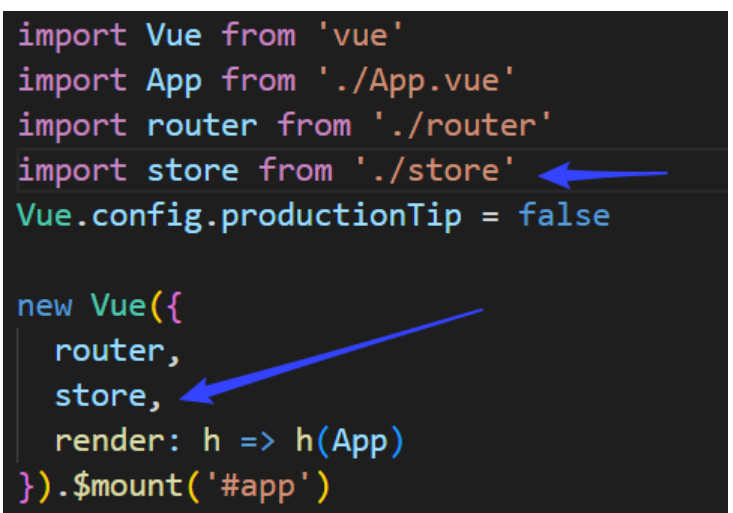 import Vue from 'vue'
import App from './App.vue'
import router from './router'
import store from './store'
Vue.config.productionTip = false
new Vue({
  router,
  store,
  render: h => h(App)
}).$mount('#app')